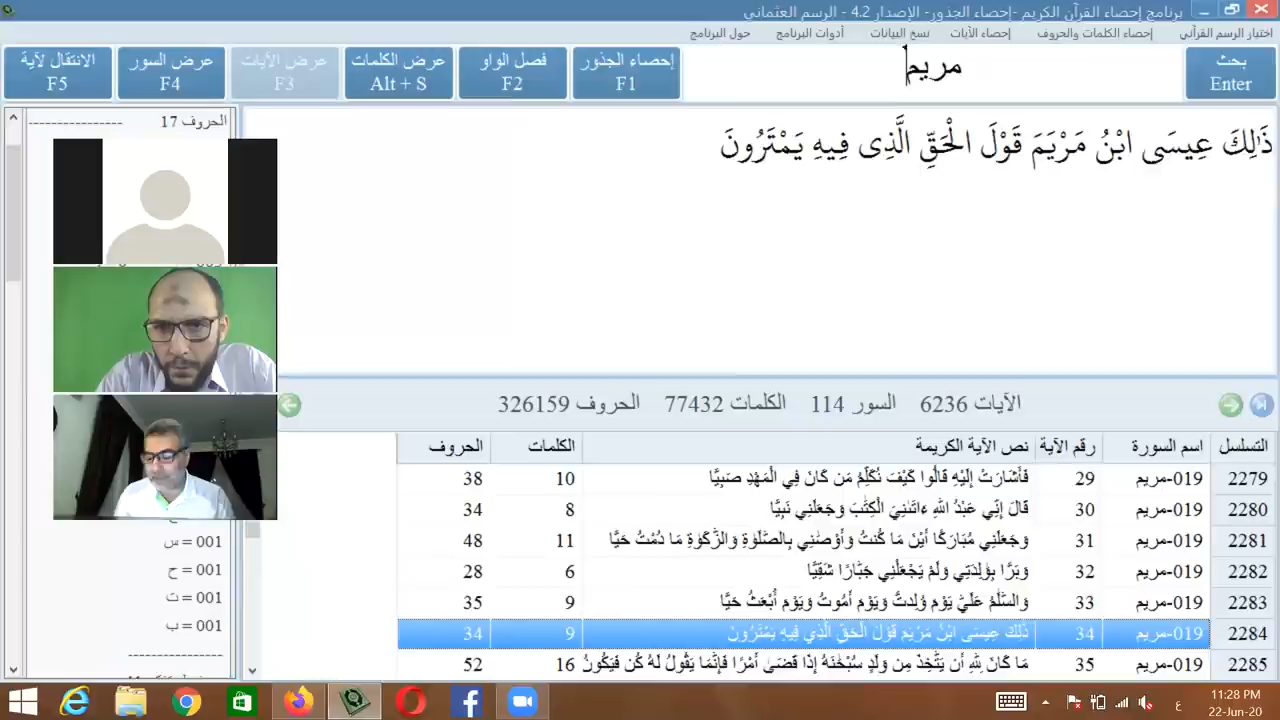 برنامج إحصاء القرآن الكريم -إحصاء الجذور- الإصدار 4.2 - الرسم العثماني
اختيار الرسم القرآني إحصاء الكلمات والحروف إحصاء الآيات نسخ البيانات أدوات البرنامج حول البرنامج
بحث
Enter
مريم
إحصاء الجذور
F1
فصل الواو
F2
عرض الكلمات
Alt + S
عرض الآيات
F3
عرض السور
F4
الانتقال لآية
F5
ذَٰلِكَ عِيسَى ابْنُ مَرْيَمَ قَوْلَ الْحَقِّ الَّذِى فِيهِ يَمْتَرُونَ
الحروف 17 ----------------
001 = س
001 = ح
001 = ت
001 = ب
----------------
الآيات 6236 السور 114 الكلمات 77432 الحروف 326159
التسلسل اسم السورة رقم الآية نص الآية الكريمة الكلمات الحروف
2279 019-مريم 29 فَأَشَارَتْ إِلَيْهِ قَالُوا كَيْفَ نُكَلِّمُ مَن كَانَ فِي الْمَهْدِ صَبِيًّا 10 38
2280 019-مريم 30 قَالَ إِنِّي عَبْدُ اللَّهِ ءَاتَىٰنِيَ الْكِتَٰبَ وَجَعَلَنِي نَبِيًّا 8 34
2281 019-مريم 31 وَجَعَلَنِي مُبَارَكًا أَيْنَ مَا كُنتُ وَأَوْصَٰنِي بِالصَّلَوٰةِ وَالزَّكَوٰةِ مَا دُمْتُ حَيًّا 11 48
2282 019-مريم 32 وَبَرًّا بِوَٰلِدَتِي وَلَمْ يَجْعَلْنِي جَبَّارًا شَقِيًّا 6 28
2283 019-مريم 33 وَالسَّلَٰمُ عَلَيَّ يَوْمَ وُلِدتُّ وَيَوْمَ أَمُوتُ وَيَوْمَ أُبْعَثُ حَيًّا 9 35
2284 019-مريم 34 ذَٰلِكَ عِيسَى ابْنُ مَرْيَمَ قَوْلَ الْحَقِّ الَّذِي فِيهِ يَمْتَرُونَ 9 34
2285 019-مريم 35 مَا كَانَ لِلَّهِ أَن يَتَّخِذَ مِن وَلَدٍ سُبْحَٰنَهُ إِذَا قَضَىٰ أَمْرًا فَإِنَّمَا يَقُولُ لَهُ كُن فَيَكُونُ 16 52
ع
11:28 PM
22-Jun-20